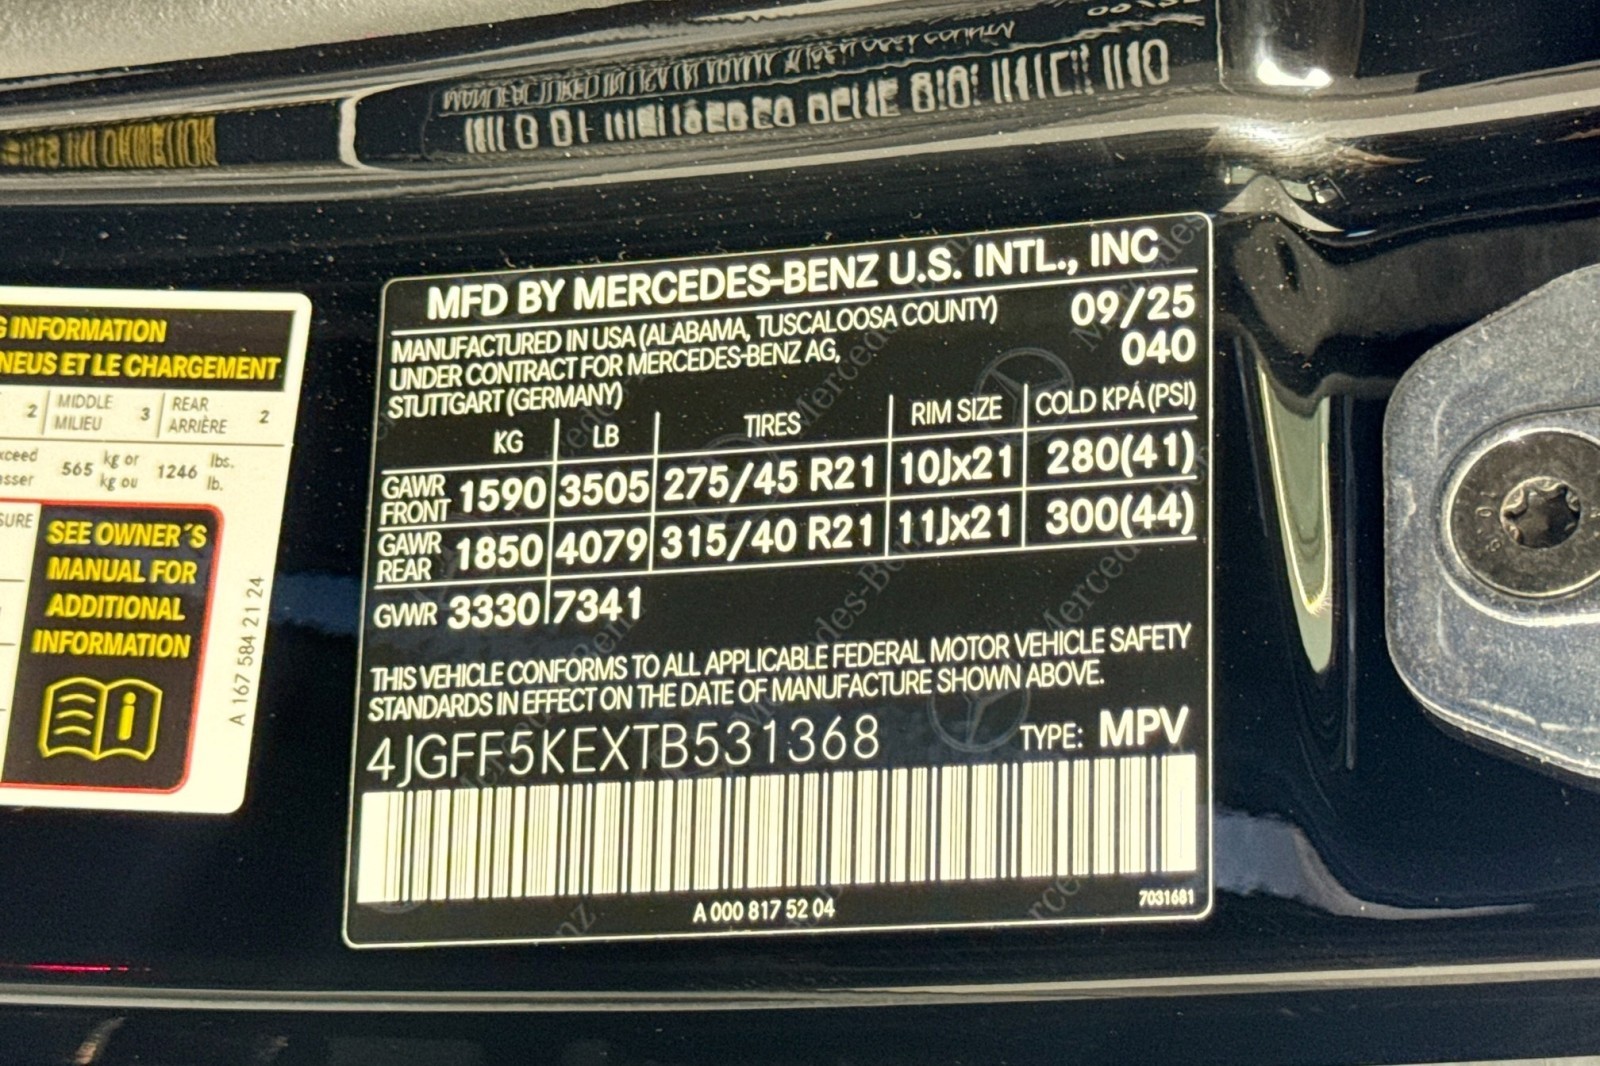 MFD BY MERCEDES-BENZ U.S. INTL., INC
MANUFACTURED IN USA (ALABAMA, TUSCALOOSA COUNTY) 09/25
UNDER CONTRACT FOR MERCEDES-BENZ AG, 040
STUTTGART (GERMANY)
KG LB TIRES RIM SIZE COLD KPÁ (PSI)
GAWR FRONT 1590 3505 275/45 R21 10Jx21 280(41)
GAWR REAR 1850 4079 315/40 R21 11Jx21 300(44)
GVWR 3330 7341
THIS VEHICLE CONFORMS TO ALL APPLICABLE FEDERAL MOTOR VEHICLE SAFETY
STANDARDS IN EFFECT ON THE DATE OF MANUFACTURE SHOWN ABOVE.
4JGFF5KEXTB531368 TYPE: MPV
A 000 817 52 04
7031681
INFORMATION
ET LE CHARGEMENT
2 MIDDLE MILIEU 3 REAR ARRIÈRE 2
565 kg or kg ou 1246 lbs. lb.
SEE OWNER´S
MANUAL FOR
ADDITIONAL
INFORMATION
A 167 584 21 24